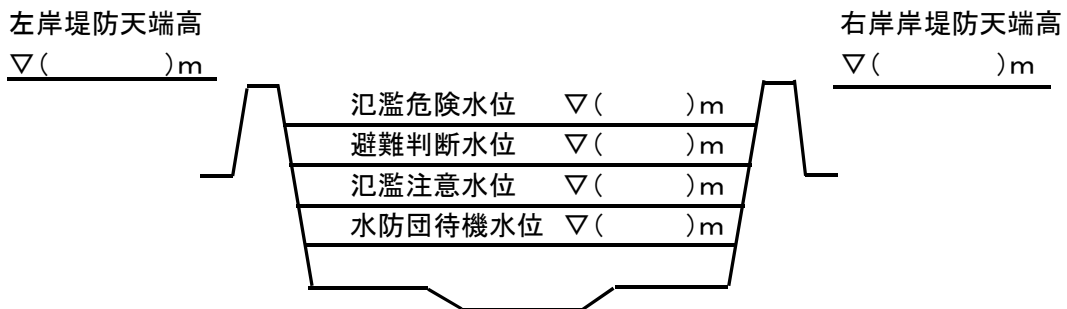 左岸堤防天端高
▽(　　　)m
右岸岸堤防天端高
▽(　　　)m
氾濫危険水位　▽(　　　)m
避難判断水位　▽(　　　)m
氾濫注意水位　▽(　　　)m
水防団待機水位　▽(　　　)m